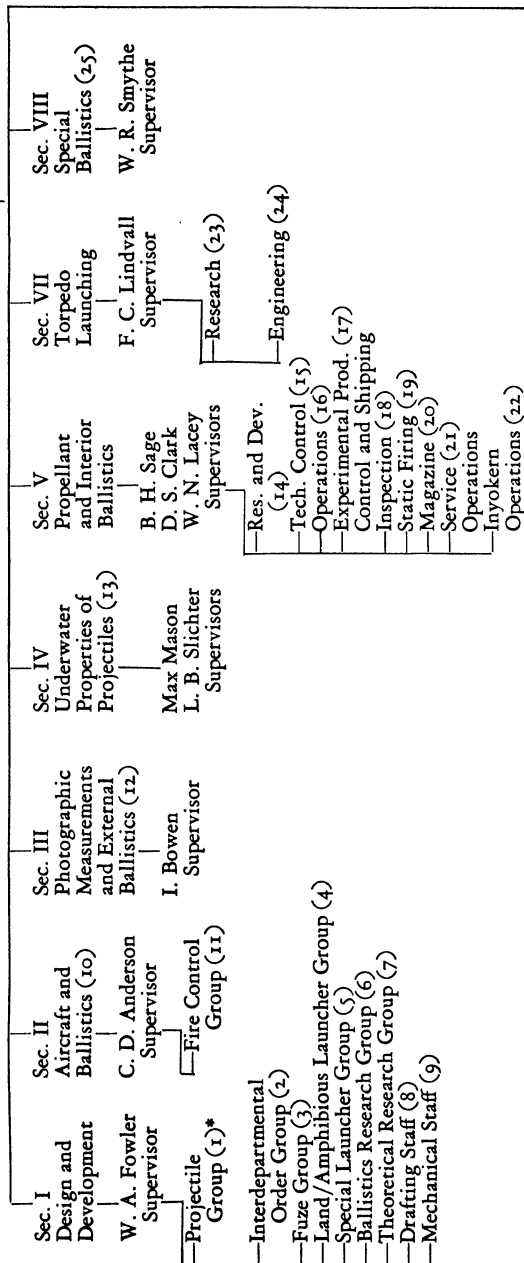 Sec. I
Design and
Development
W. A. Fowler
Supervisor
Projectile
Group (1)*
Interdepartmental
Order Group (2)
Fuze Group (3)
Land/Amphibious Launcher Group (4)
Special Launcher Group (5)
Ballistics Research Group (6)
Theoretical Research Group (7)
Drafting Staff (8)
Mechanical Staff (9)
Sec. II
Aircraft and
Ballistics (10)
C. D. Anderson
Supervisor
Fire Control
Group (11)
Sec. III
Photographic
Measurements
and External
Ballistics (12)
I. Bowen
Supervisor
Sec. IV
Underwater
Properties of
Projectiles (13)
Max Mason
L. B. Slichter
Supervisors
Sec. V
Propellant
and Interior
Ballistics
B. H. Sage
D. S. Clark
W. N. Lacey
Supervisors
Res. and Dev.
(14)
Tech. Control (15)
Operations (16)
Experimental Prod. (17)
Control and Shipping
Inspection (18)
Static Firing (19)
Magazine (20)
Service (21)
Operations
Inyokern
Operations (22)
Sec. VII
Torpedo
Launching
F. C. Lindvall
Supervisor
Research (23)
Engineering (24)
Sec. VIII
Special
Ballistics (25)
W. R. Smythe
Supervisor